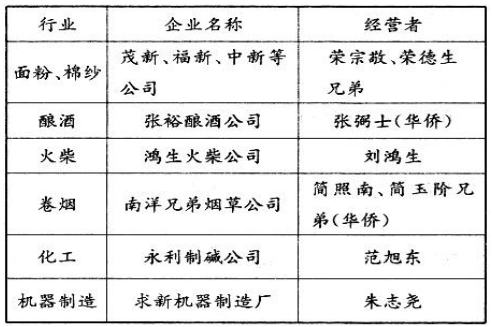 行业 企业名称 经营者
面粉、棉纱 茂新、福新、中新等公司 荣宗敬、荣德生兄弟
酿酒 张裕酿酒公司 张弼士(华侨)
火柴 鸿生火柴公司 刘鸿生
卷烟 南洋兄弟烟草公司 简照南、简玉阶兄弟(华侨)
化工 永利制碱公司 范旭东
机器制造 求新机器制造厂 朱志尧